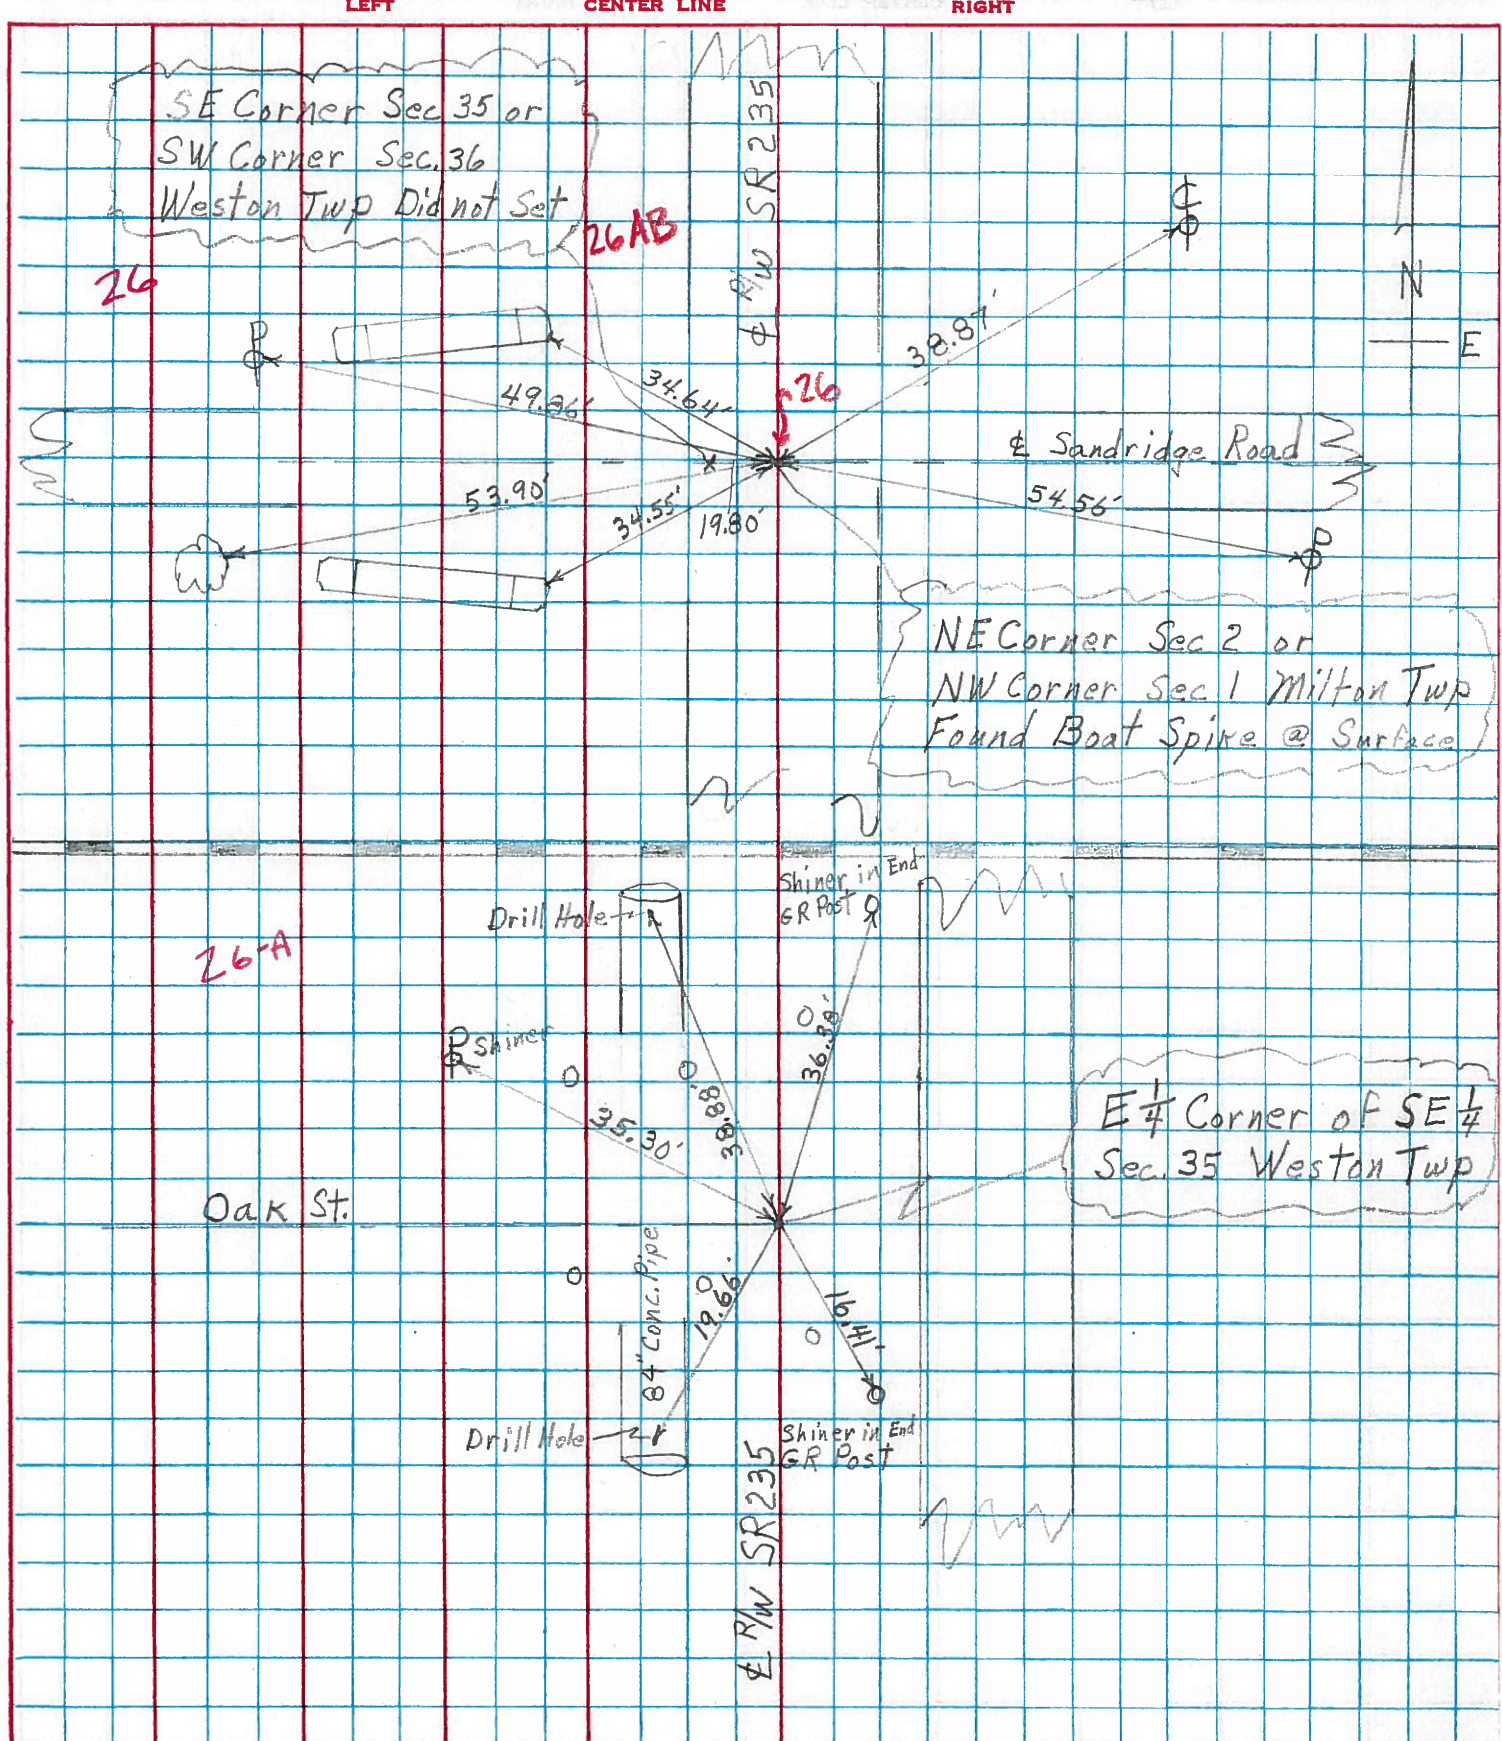 LEFT
CENTER LINE
RIGHT
SE Corner Sec 35 or
SW Corner Sec. 36
Weston Twp Did not Set
26AB
26
℄ R/W SR 235
℄
N
E
P
38.87'
49.86'
34.64'
26
℄ Sandridge Road
53.90'
34.55'
19.80'
54.56'
P
NE Corner Sec 2 or
NW Corner Sec 1 Milton Twp
Found Boat Spike @ Surface
Shiner in End
GR Post
Drill Hole
26-A
P Shiner
36.38'
38.88'
35.30'
E 1/4 Corner of SE 1/4
Sec. 35 Weston Twp
Oak St.
84" Conc. Pipe
19.66'
16.41'
Drill Hole
Shiner in End
GR Post
℄ R/W SR 235